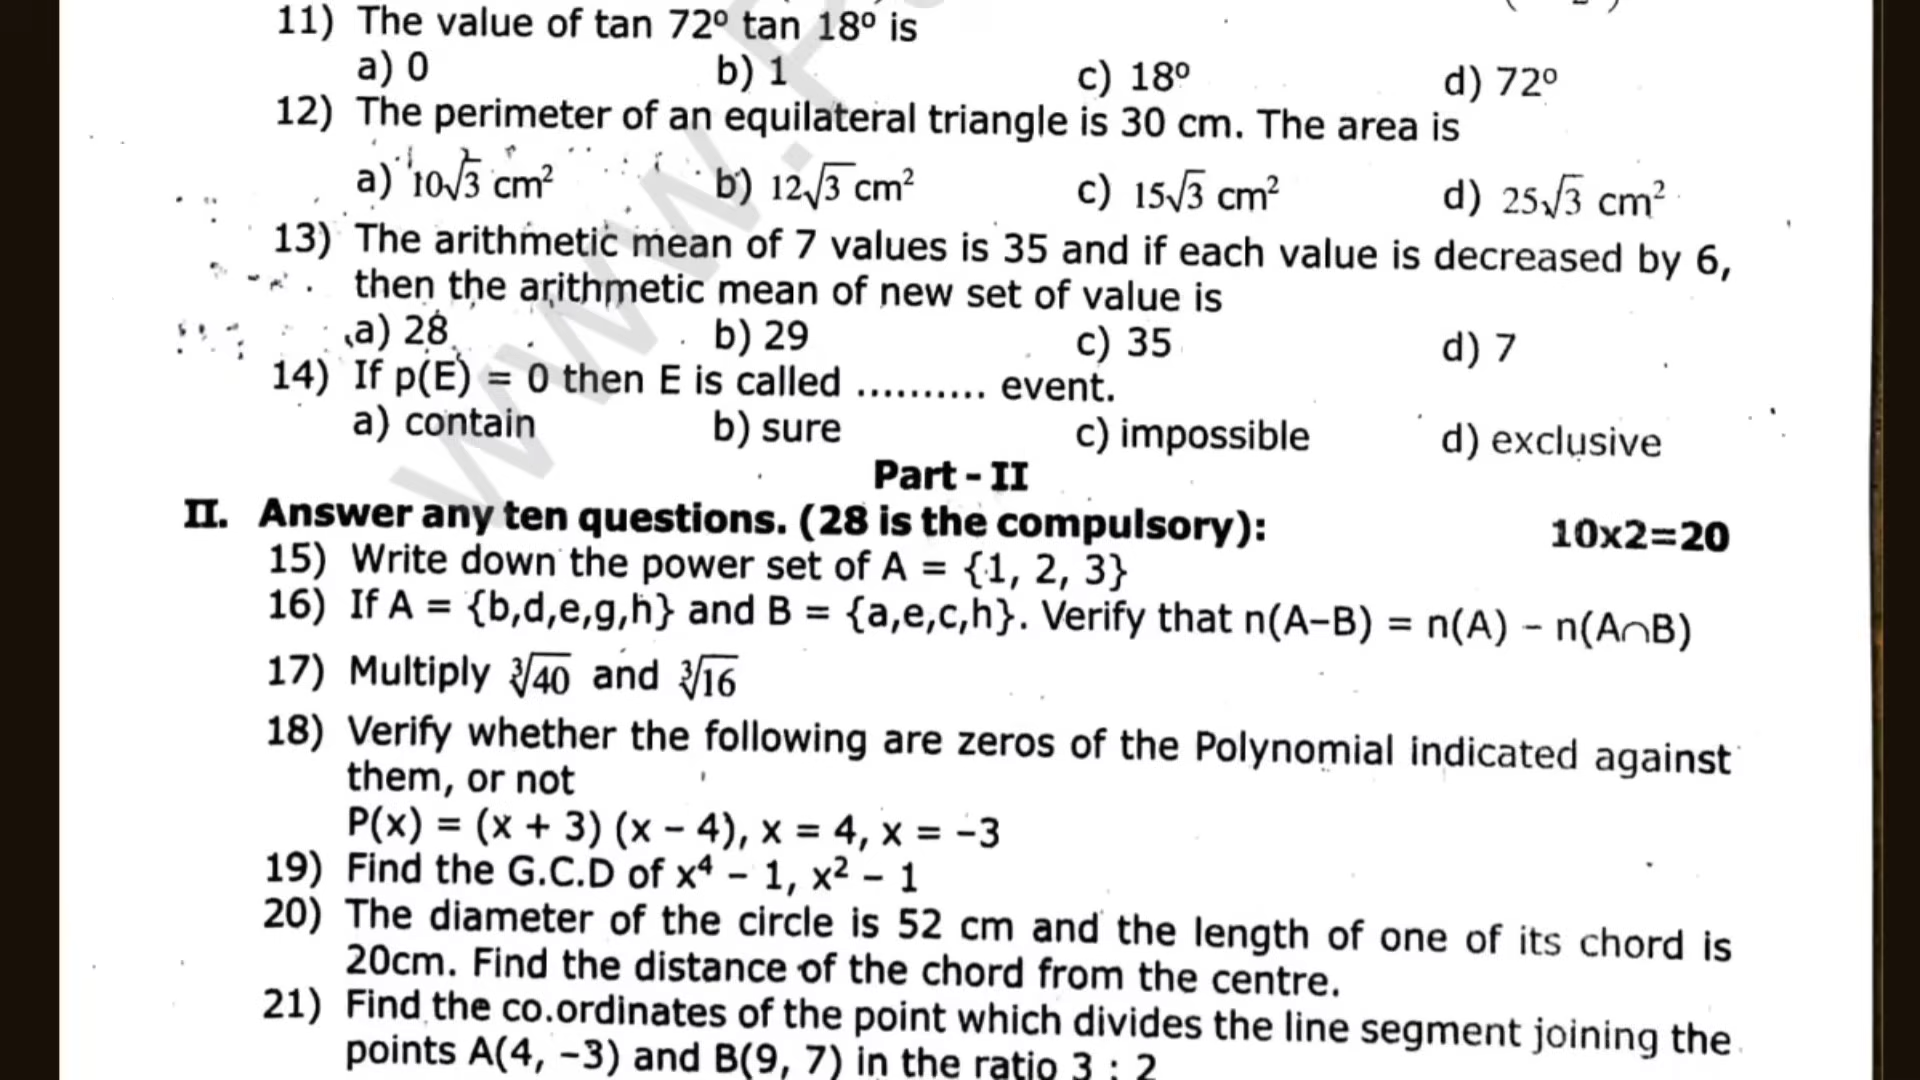 11) The value of tan 72º tan 18º is
a) 0 b) 1 c) 18º d) 72º
12) The perimeter of an equilateral triangle is 30 cm. The area is
a) 10√3 cm² b) 12√3 cm² c) 15√3 cm² d) 25√3 cm²
13) The arithmetic mean of 7 values is 35 and if each value is decreased by 6,
then the arithmetic mean of new set of value is
a) 28 b) 29 c) 35 d) 7
14) If p(E) = 0 then E is called .......... event.
a) contain b) sure c) impossible d) exclusive
Part - II
II. Answer any ten questions. (28 is the compulsory): 10x2=20
15) Write down the power set of A = {1, 2, 3}
16) If A = {b,d,e,g,h} and B = {a,e,c,h}. Verify that n(A−B) = n(A) − n(A∩B)
17) Multiply ∛40 and ∛16
18) Verify whether the following are zeros of the Polynomial indicated against
them, or not
P(x) = (x + 3) (x − 4), x = 4, x = −3
19) Find the G.C.D of x⁴ − 1, x² − 1
20) The diameter of the circle is 52 cm and the length of one of its chord is
20cm. Find the distance of the chord from the centre.
21) Find the co.ordinates of the point which divides the line segment joining the
points A(4, −3) and B(9, 7) in the ratio 3 : 2